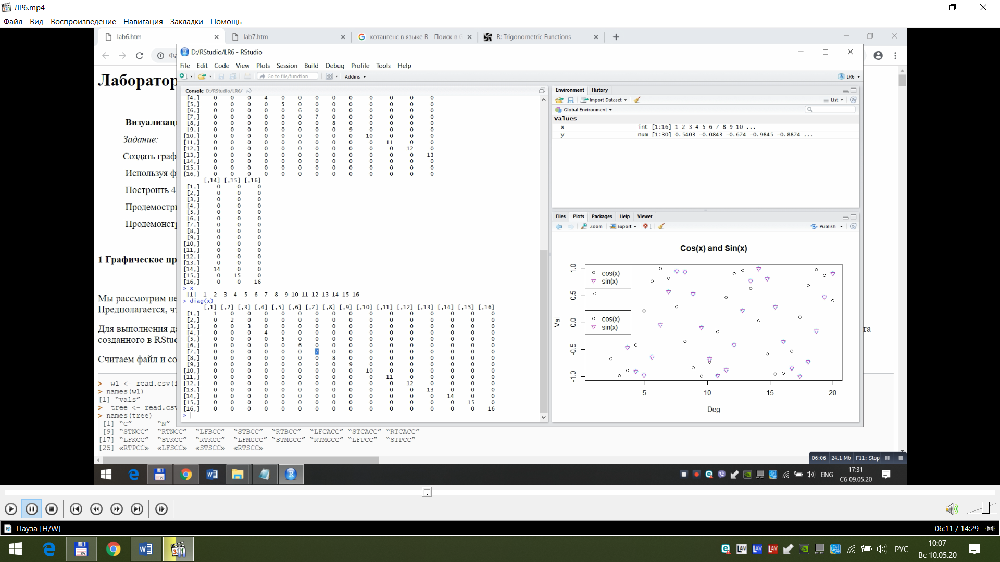 ЛР6.mp4
Файл Вид Воспроизведение Навигация Закладки Помощь
lab6.htm lab7.htm котангенс в языке R - Поиск в G R: Trigonometric Functions
D:/RStudio/LR6 - RStudio
File Edit Code View Plots Session Build Debug Profile Tools Help
Go to file/function Addins LR6
Лаборатор
Визуализаци
Задание:
Создать граф
Используя ф
Построить 4
Продемостри
Продемонстр
1 Графическое пр
Мы рассмотрим не
Предполагается, чт
Для выполнения да та
созданного в RStud
Считаем файл и со
> w1 <- read.csv(f
> names(w1)
[1] “vals”
> tree <- read.csv
> names(tree)
[1] “C” “N”
[9] “STNCC” “RTNCC” “LFBCC” “STBCC” “RTBCC” “LFCACC” “STCACC” “RTCACC”
[17] “LFKCC” “STKCC” “RTKCC” “LFMGCC” “STMGCC” “RTMGCC” “LFPCC” “STPCC”
[25] «RTPCC» «LFSCC» «STSCC» «RTSCC»
Console D:/RStudio/LR6/
[4,] 0 0 0 4 0 0 0 0 0 0 0 0 0
[5,] 0 0 0 0 5 0 0 0 0 0 0 0 0
[6,] 0 0 0 0 0 6 0 0 0 0 0 0 0
[7,] 0 0 0 0 0 0 7 0 0 0 0 0 0
[8,] 0 0 0 0 0 0 0 8 0 0 0 0 0
[9,] 0 0 0 0 0 0 0 0 9 0 0 0 0
[10,] 0 0 0 0 0 0 0 0 0 10 0 0 0
[11,] 0 0 0 0 0 0 0 0 0 0 11 0 0
[12,] 0 0 0 0 0 0 0 0 0 0 0 12 0
[13,] 0 0 0 0 0 0 0 0 0 0 0 0 13
[14,] 0 0 0 0 0 0 0 0 0 0 0 0 0
[15,] 0 0 0 0 0 0 0 0 0 0 0 0 0
[16,] 0 0 0 0 0 0 0 0 0 0 0 0 0
[,14] [,15] [,16]
[1,] 0 0 0
[2,] 0 0 0
[3,] 0 0 0
[4,] 0 0 0
[5,] 0 0 0
[6,] 0 0 0
[7,] 0 0 0
[8,] 0 0 0
[9,] 0 0 0
[10,] 0 0 0
[11,] 0 0 0
[12,] 0 0 0
[13,] 0 0 0
[14,] 14 0 0
[15,] 0 15 0
[16,] 0 0 16
> x
[1] 1 2 3 4 5 6 7 8 9 10 11 12 13 14 15 16
> diag(x)
[,1] [,2] [,3] [,4] [,5] [,6] [,7] [,8] [,9] [,10] [,11] [,12] [,13] [,14] [,15] [,16]
[1,] 1 0 0 0 0 0 0 0 0 0 0 0 0 0 0 0
[2,] 0 2 0 0 0 0 0 0 0 0 0 0 0 0 0 0
[3,] 0 0 3 0 0 0 0 0 0 0 0 0 0 0 0 0
[4,] 0 0 0 4 0 0 0 0 0 0 0 0 0 0 0 0
[5,] 0 0 0 0 5 0 0 0 0 0 0 0 0 0 0 0
[6,] 0 0 0 0 0 6 0 0 0 0 0 0 0 0 0 0
[7,] 0 0 0 0 0 0 7 0 0 0 0 0 0 0 0 0
[8,] 0 0 0 0 0 0 0 8 0 0 0 0 0 0 0 0
[9,] 0 0 0 0 0 0 0 0 9 0 0 0 0 0 0 0
[10,] 0 0 0 0 0 0 0 0 0 10 0 0 0 0 0 0
[11,] 0 0 0 0 0 0 0 0 0 0 11 0 0 0 0 0
[12,] 0 0 0 0 0 0 0 0 0 0 0 12 0 0 0 0
[13,] 0 0 0 0 0 0 0 0 0 0 0 0 13 0 0 0
[14,] 0 0 0 0 0 0 0 0 0 0 0 0 0 14 0 0
[15,] 0 0 0 0 0 0 0 0 0 0 0 0 0 0 15 0
[16,] 0 0 0 0 0 0 0 0 0 0 0 0 0 0 0 16
>
Environment History
Import Dataset List
Global Environment
Values
x int [1:16] 1 2 3 4 5 6 7 8 9 10 ...
y num [1:30] 0.5403 -0.0843 -0.674 -0.9845 -0.8874 ...
Files Plots Packages Help Viewer
Zoom Export Publish
Cos(x) and Sin(x)
cos(x)
sin(x)
cos(x)
sin(x)
Val
1.0
0.5
0.0
-0.5
-1.0
5 10 15 20
Deg
06:06 24.1 Мб F11: Stop
ENG
17:31
Сб 09.05.20
Пауза [H/W] 06:11 / 14:29
РУС
10:07
Вс 10.05.20